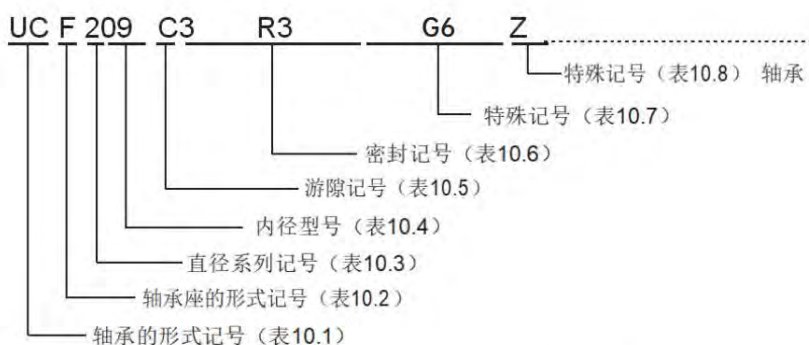 UC F 209 C3 R3 G6 Z
特殊记号（表10.8） 轴承
特殊记号（表10.7）
密封记号（表10.6）
游隙记号（表10.5）
内径型号（表10.4）
直径系列记号（表10.3）
轴承座的形式记号（表10.2）
轴承的形式记号（表10.1）